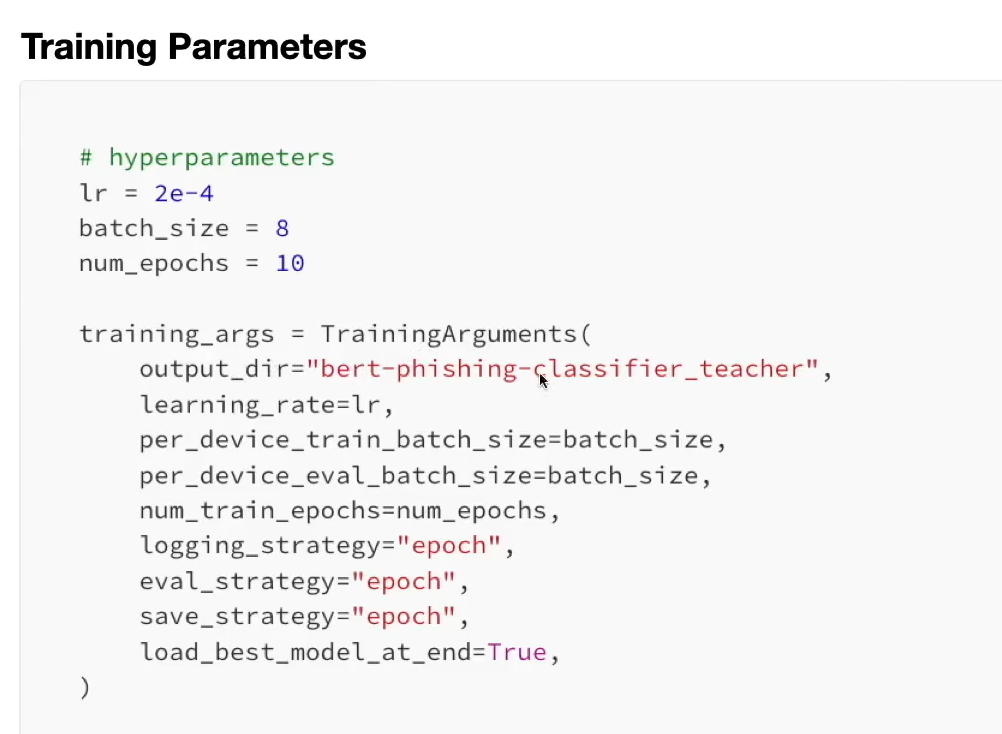 Training Parameters
# hyperparameters
lr = 2e-4
batch_size = 8
num_epochs = 10
training_args = TrainingArguments(
    output_dir="bert-phishing-classifier_teacher",
    learning_rate=lr,
    per_device_train_batch_size=batch_size,
    per_device_eval_batch_size=batch_size,
    num_train_epochs=num_epochs,
    logging_strategy="epoch",
    eval_strategy="epoch",
    save_strategy="epoch",
    load_best_model_at_end=True,
)